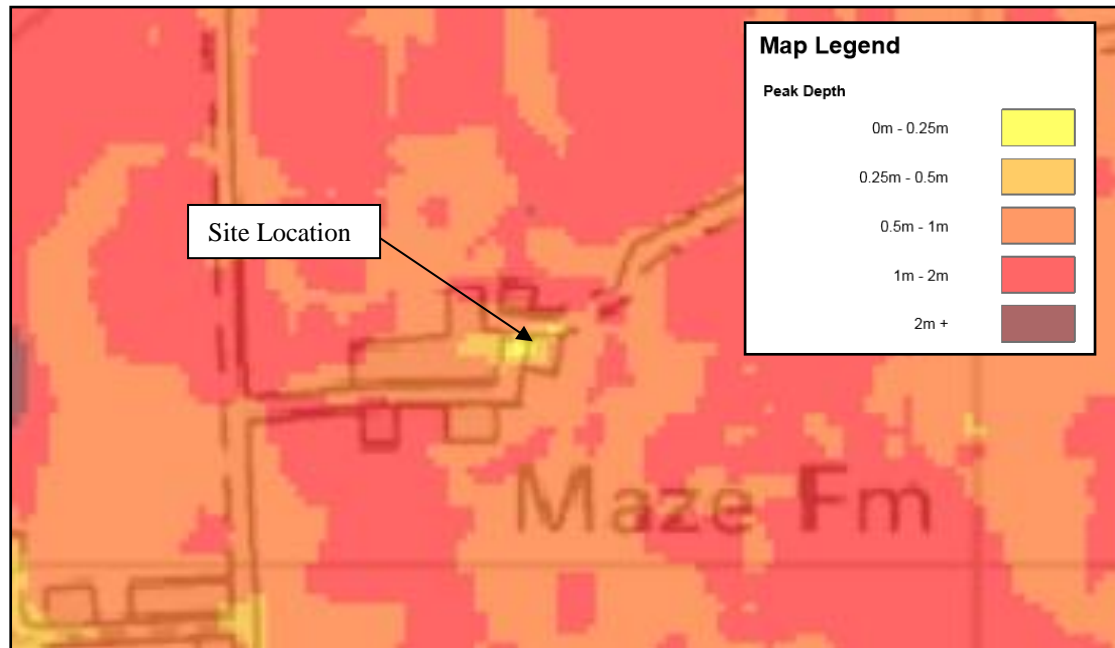 Map Legend
Peak Depth
0m - 0.25m
0.25m - 0.5m
0.5m - 1m
1m - 2m
2m +
Site Location
Maze Fm